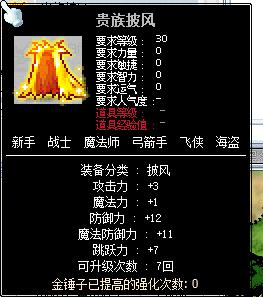 贵族披风
要求等级： 30
要求力量： 0
要求敏捷： 0
要求智力： 0
要求运气： 0
要求人气度： -
道具等级： -
道具经验值： -
新手 战士 魔法师 弓箭手 飞侠 海盗
装备分类 ： 披风
攻击力 ： +3
魔法力 ： +1
防御力 ： +12
魔法防御力 ： +11
跳跃力 ： +7
可升级次数 ： 7回
金锤子已提高的强化次数: 0